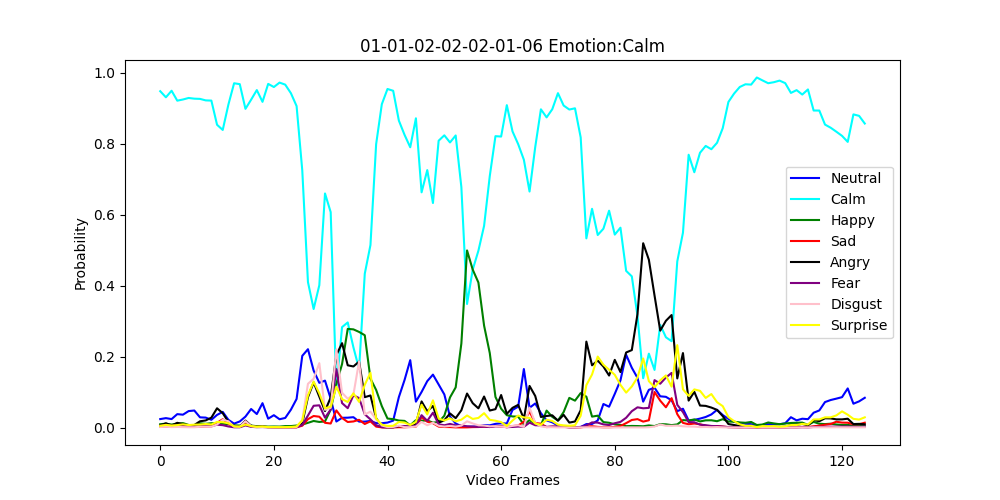 01-01-02-02-02-01-06 Emotion:Calm
1.0
0.8
0.6
0.4
0.2
0.0
Probability
0 20 40 60 80 100 120
Video Frames
Neutral
Calm
Happy
Sad
Angry
Fear
Disgust
Surprise